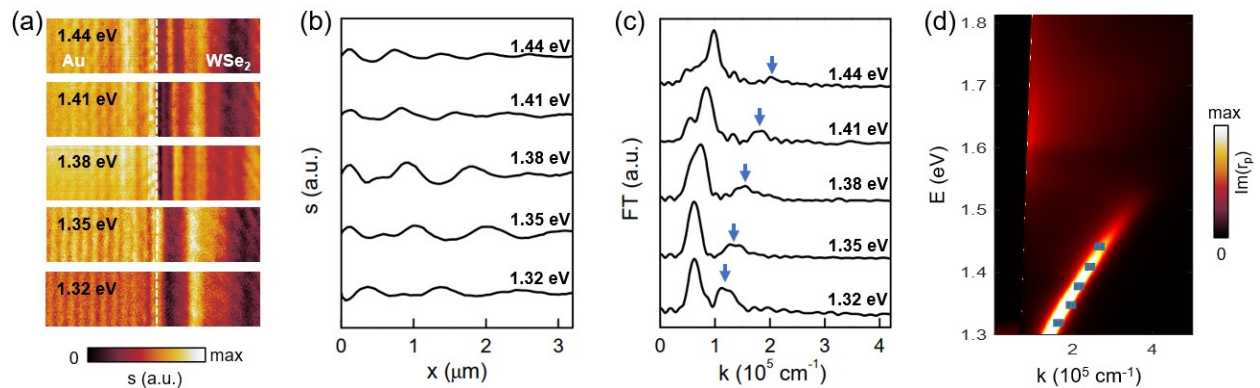 (a)
1.44 eV
Au
WSe₂
1.41 eV
1.38 eV
1.35 eV
1.32 eV
0
max
s (a.u.)
(b)
s (a.u.)
1.44 eV
1.41 eV
1.38 eV
1.35 eV
1.32 eV
0 1 2 3
x (μm)
(c)
FT (a.u.)
1.44 eV
1.41 eV
1.38 eV
1.35 eV
1.32 eV
0 1 2 3 4
k (10⁵ cm⁻¹)
(d)
E (eV)
1.8
1.7
1.6
1.5
1.4
1.3
2 4
k (10⁵ cm⁻¹)
max
Im(rₚ)
0